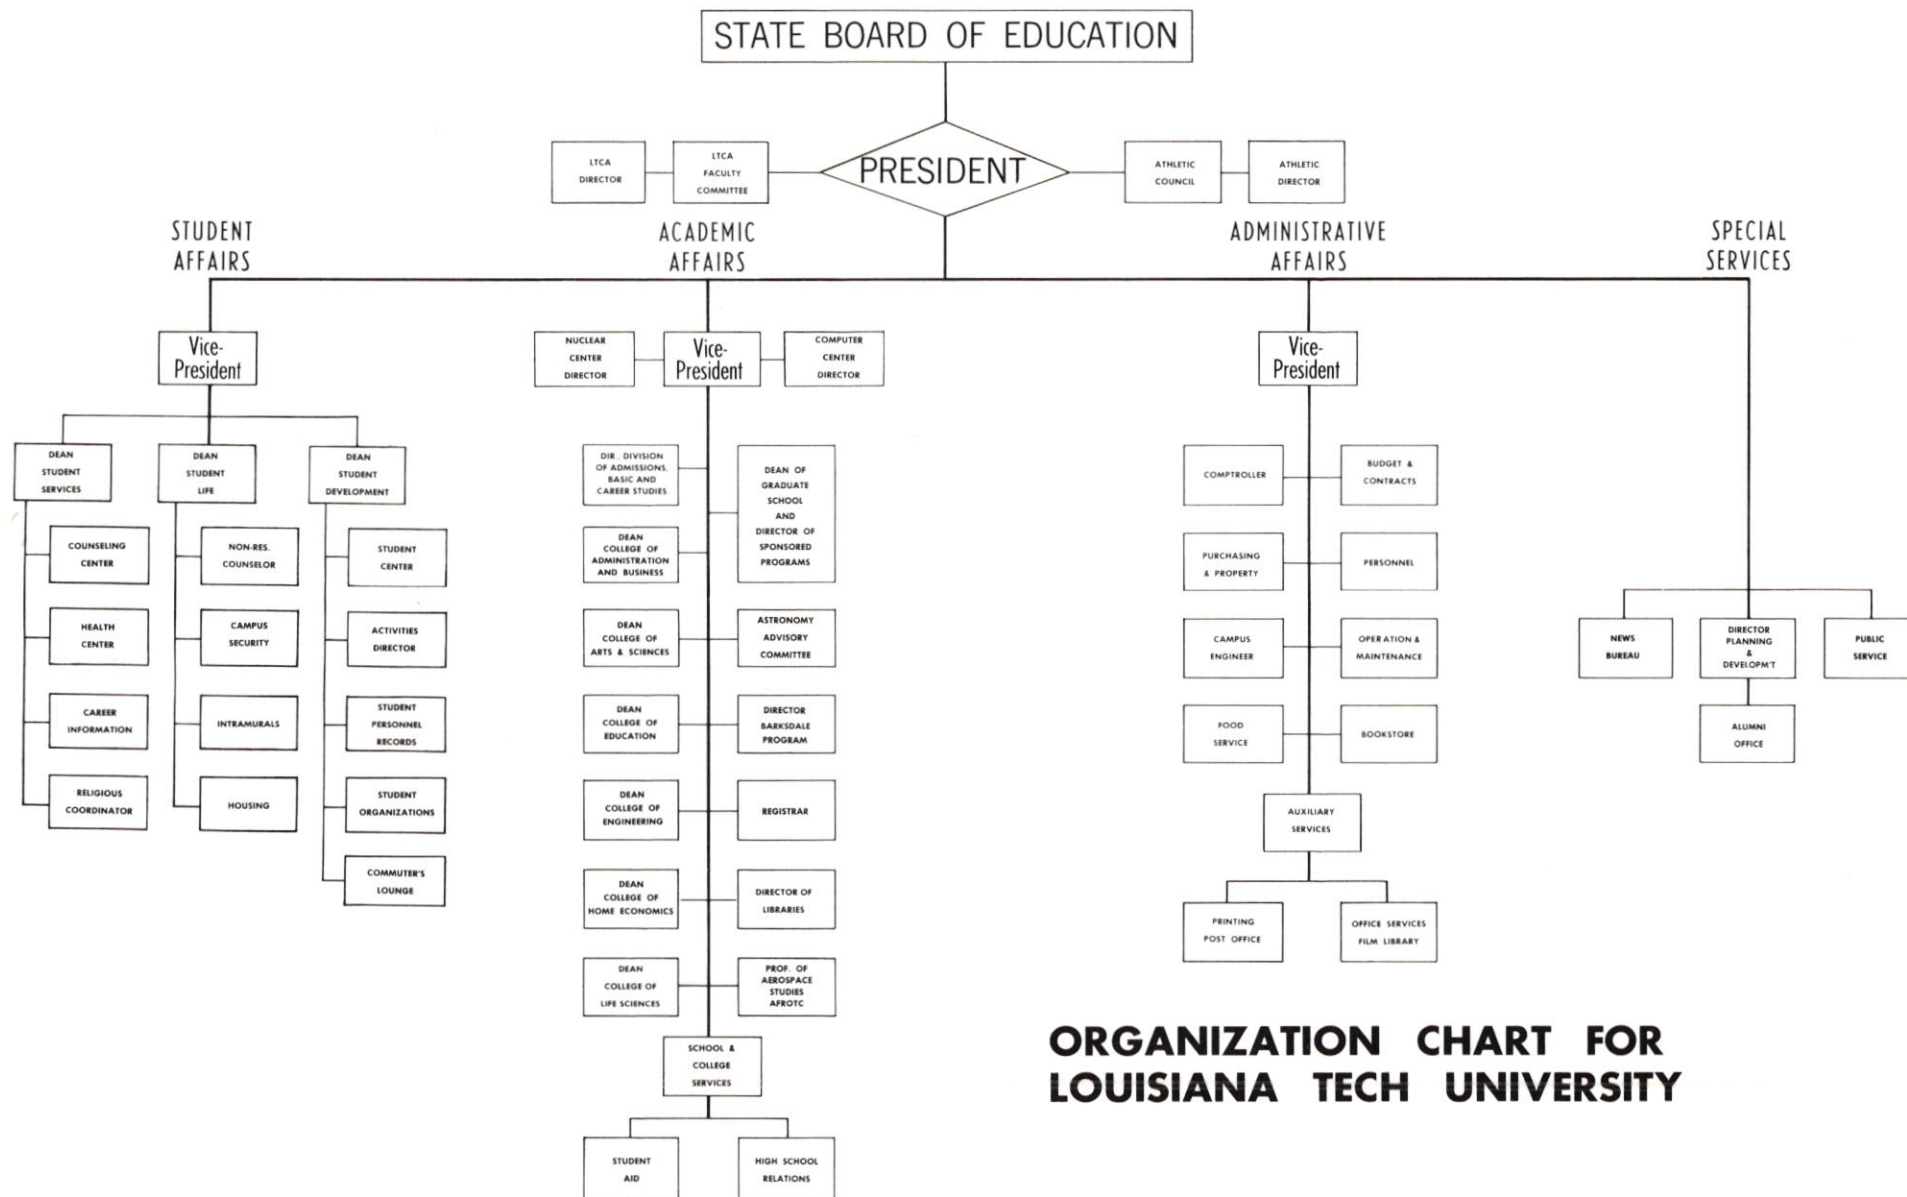 STATE BOARD OF EDUCATION
LTCA
DIRECTOR
LTCA
FACULTY
COMMITTEE
PRESIDENT
ATHLETIC
COUNCIL
ATHLETIC
DIRECTOR
STUDENT
AFFAIRS
ACADEMIC
AFFAIRS
ADMINISTRATIVE
AFFAIRS
SPECIAL
SERVICES
Vice-
President
NUCLEAR
CENTER
DIRECTOR
Vice-
President
COMPUTER
CENTER
DIRECTOR
Vice-
President
DEAN
STUDENT
SERVICES
DEAN
STUDENT
LIFE
DEAN
STUDENT
DEVELOPMENT
COUNSELING
CENTER
HEALTH
CENTER
CAREER
INFORMATION
RELIGIOUS
COORDINATOR
NON-RES.
COUNSELOR
CAMPUS
SECURITY
INTRAMURALS
HOUSING
STUDENT
CENTER
ACTIVITIES
DIRECTOR
STUDENT
PERSONNEL
RECORDS
STUDENT
ORGANIZATIONS
COMMUTER'S
LOUNGE
DIR., DIVISION
OF ADMISSIONS,
BASIC AND
CAREER STUDIES
DEAN OF
GRADUATE
SCHOOL
AND
DIRECTOR OF
SPONSORED
PROGRAMS
DEAN
COLLEGE OF
ADMINISTRATION
AND BUSINESS
DEAN
COLLEGE OF
ARTS & SCIENCES
ASTRONOMY
ADVISORY
COMMITTEE
DEAN
COLLEGE OF
EDUCATION
DIRECTOR
BARKSDALE
PROGRAM
DEAN
COLLEGE OF
ENGINEERING
REGISTRAR
DEAN
COLLEGE OF
HOME ECONOMICS
DIRECTOR OF
LIBRARIES
DEAN
COLLEGE OF
LIFE SCIENCES
PROF. OF
AEROSPACE
STUDIES
AFROTC
SCHOOL &
COLLEGE
SERVICES
STUDENT
AID
HIGH SCHOOL
RELATIONS
COMPTROLLER
BUDGET &
CONTRACTS
PURCHASING
& PROPERTY
PERSONNEL
CAMPUS
ENGINEER
OPERATION &
MAINTENANCE
FOOD
SERVICE
BOOKSTORE
AUXILIARY
SERVICES
PRINTING
POST OFFICE
OFFICE SERVICES
FILM LIBRARY
NEWS
BUREAU
DIRECTOR
PLANNING
&
DEVELOPM'T
PUBLIC
SERVICE
ALUMNI
OFFICE
ORGANIZATION CHART FOR
LOUISIANA TECH UNIVERSITY